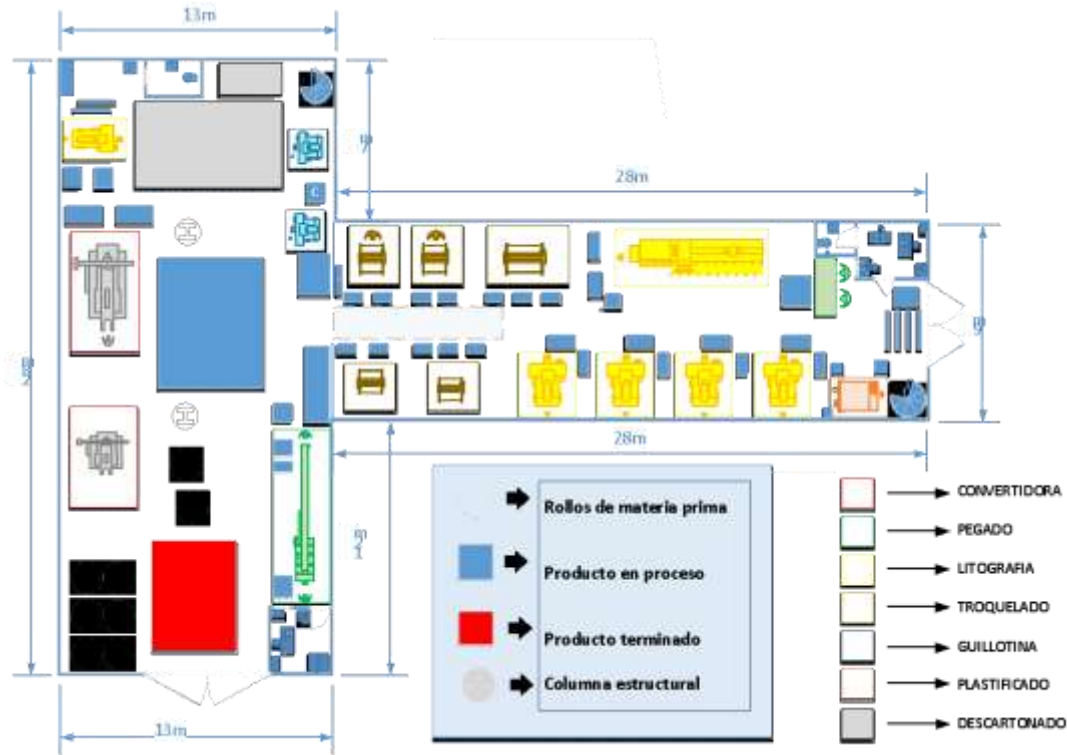 13m
28m
28m
13m
Rollos de materia prima
Producto en proceso
Producto terminado
Columna estructural
CONVERTIDORA
PEGADO
LITOGRAFIA
TROQUELADO
GUILLOTINA
PLASTIFICADO
DESCARTONADO